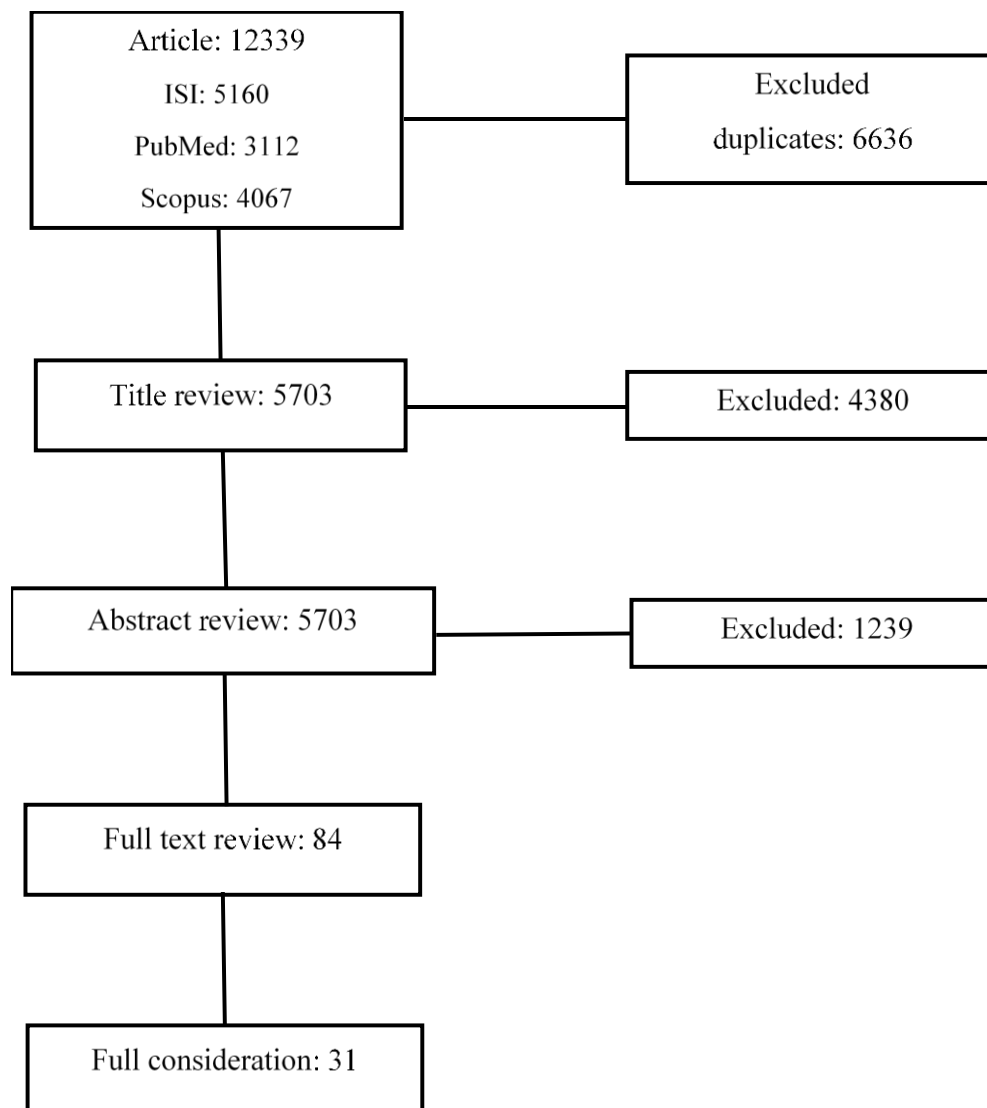 Article: 12339
ISI: 5160
PubMed: 3112
Scopus: 4067
Excluded
duplicates: 6636
Title review: 5703
Excluded: 4380
Abstract review: 5703
Excluded: 1239
Full text review: 84
Full consideration: 31